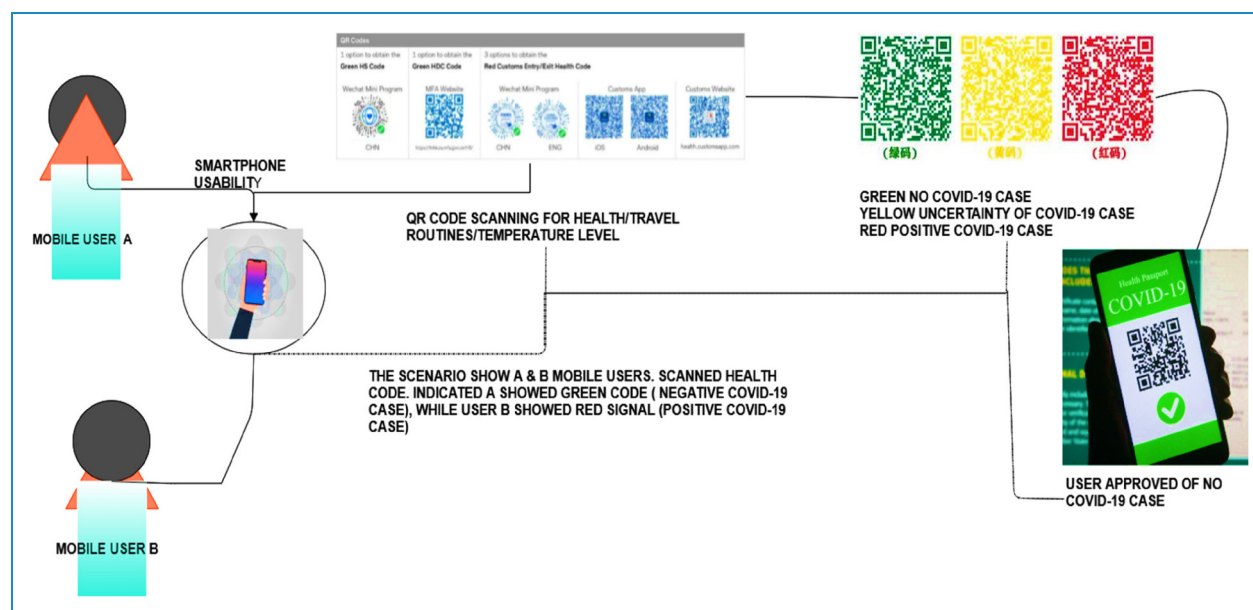 QR Codes
1 option to obtain the
Green HS Code
1 option to obtain the
Green HDC Code
3 options to obtain the
Red Customs Entry/Exit Health Code
Wechat Mini Program
MFA Website
Wechat Mini Program
Customs App
Customs Website
CHN
CHN
ENG
iOS
Android
health.customsapp.com
(绿码)
(黄码)
(红码)
SMARTPHONE
USABILITY
MOBILE USER A
QR CODE SCANNING FOR HEALTH/TRAVEL
ROUTINES/TEMPERATURE LEVEL
GREEN NO COVID-19 CASE
YELLOW UNCERTAINTY OF COVID-19 CASE
RED POSITIVE COVID-19 CASE
Health Passport
COVID-19
THE SCENARIO SHOW A & B MOBILE USERS. SCANNED HEALTH
CODE. INDICATED A SHOWED GREEN CODE ( NEGATIVE COVID-19
CASE), WHILE USER B SHOWED RED SIGNAL (POSITIVE COVID-19
CASE)
USER APPROVED OF NO
COVID-19 CASE
MOBILE USER B